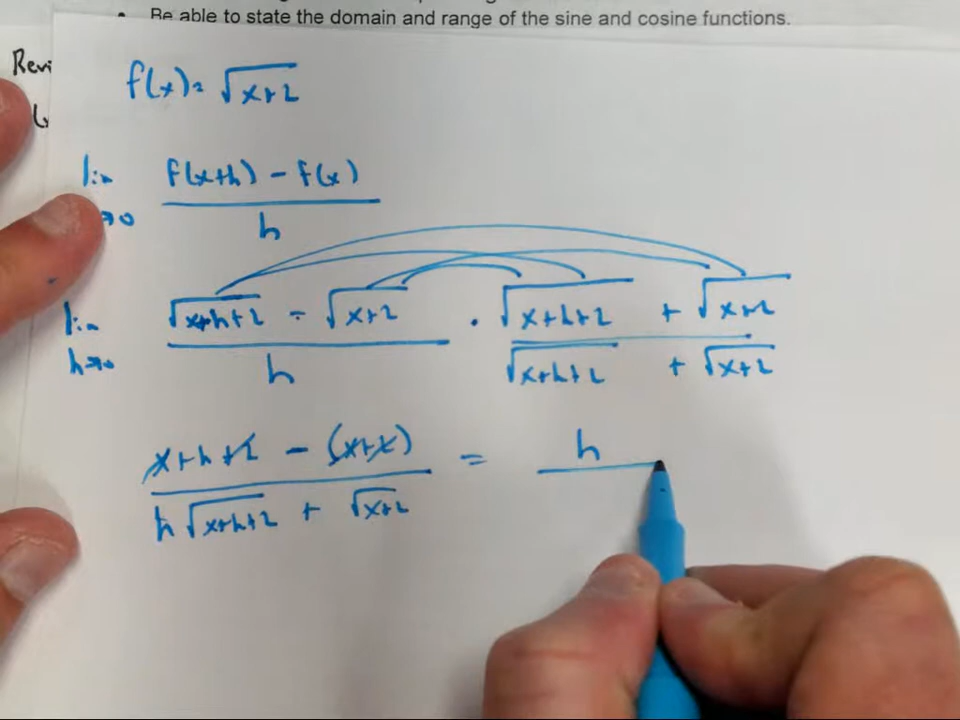 Be able to state the domain and range of the sine and cosine functions.
Revi
f(x) = √x+2
lim f(x+h) - f(x)
→0 h
lim √x+h+2 - √x+2 · √x+h+2 + √x+2
h→0 h √x+h+2 + √x+2
x+h+2 - (x+2) = h
h √x+h+2 + √x+2